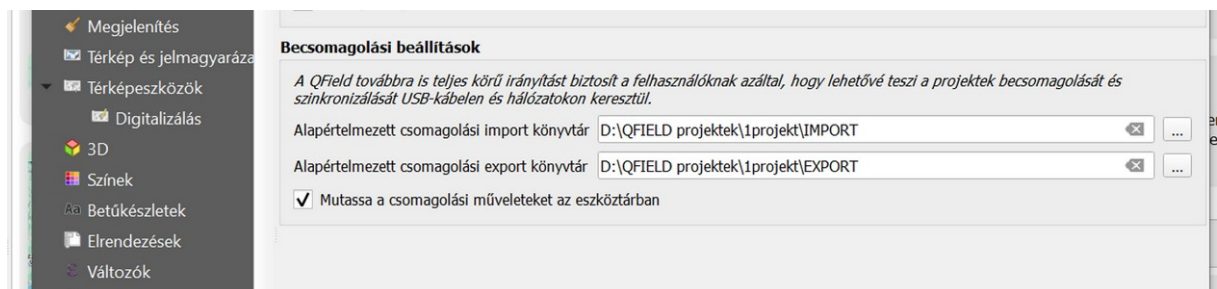 Megjelenítés
Térkép és jelmagyaráza
Térképeszközök
Digitalizálás
3D
Színek
Betűkészletek
Elrendezések
Változók
Becsomagolási beállítások
A QField továbbra is teljes körű irányítást biztosít a felhasználóknak azáltal, hogy lehetővé teszi a projektek becsomagolását és
szinkronizálását USB-kábelen és hálózatokon keresztül.
Alapértelmezett csomagolási import könyvtár D:\QFIELD projektek\1projekt\IMPORT ...
Alapértelmezett csomagolási export könyvtár D:\QFIELD projektek\1projekt\EXPORT ...
Mutassa a csomagolási műveleteket az eszköztárban